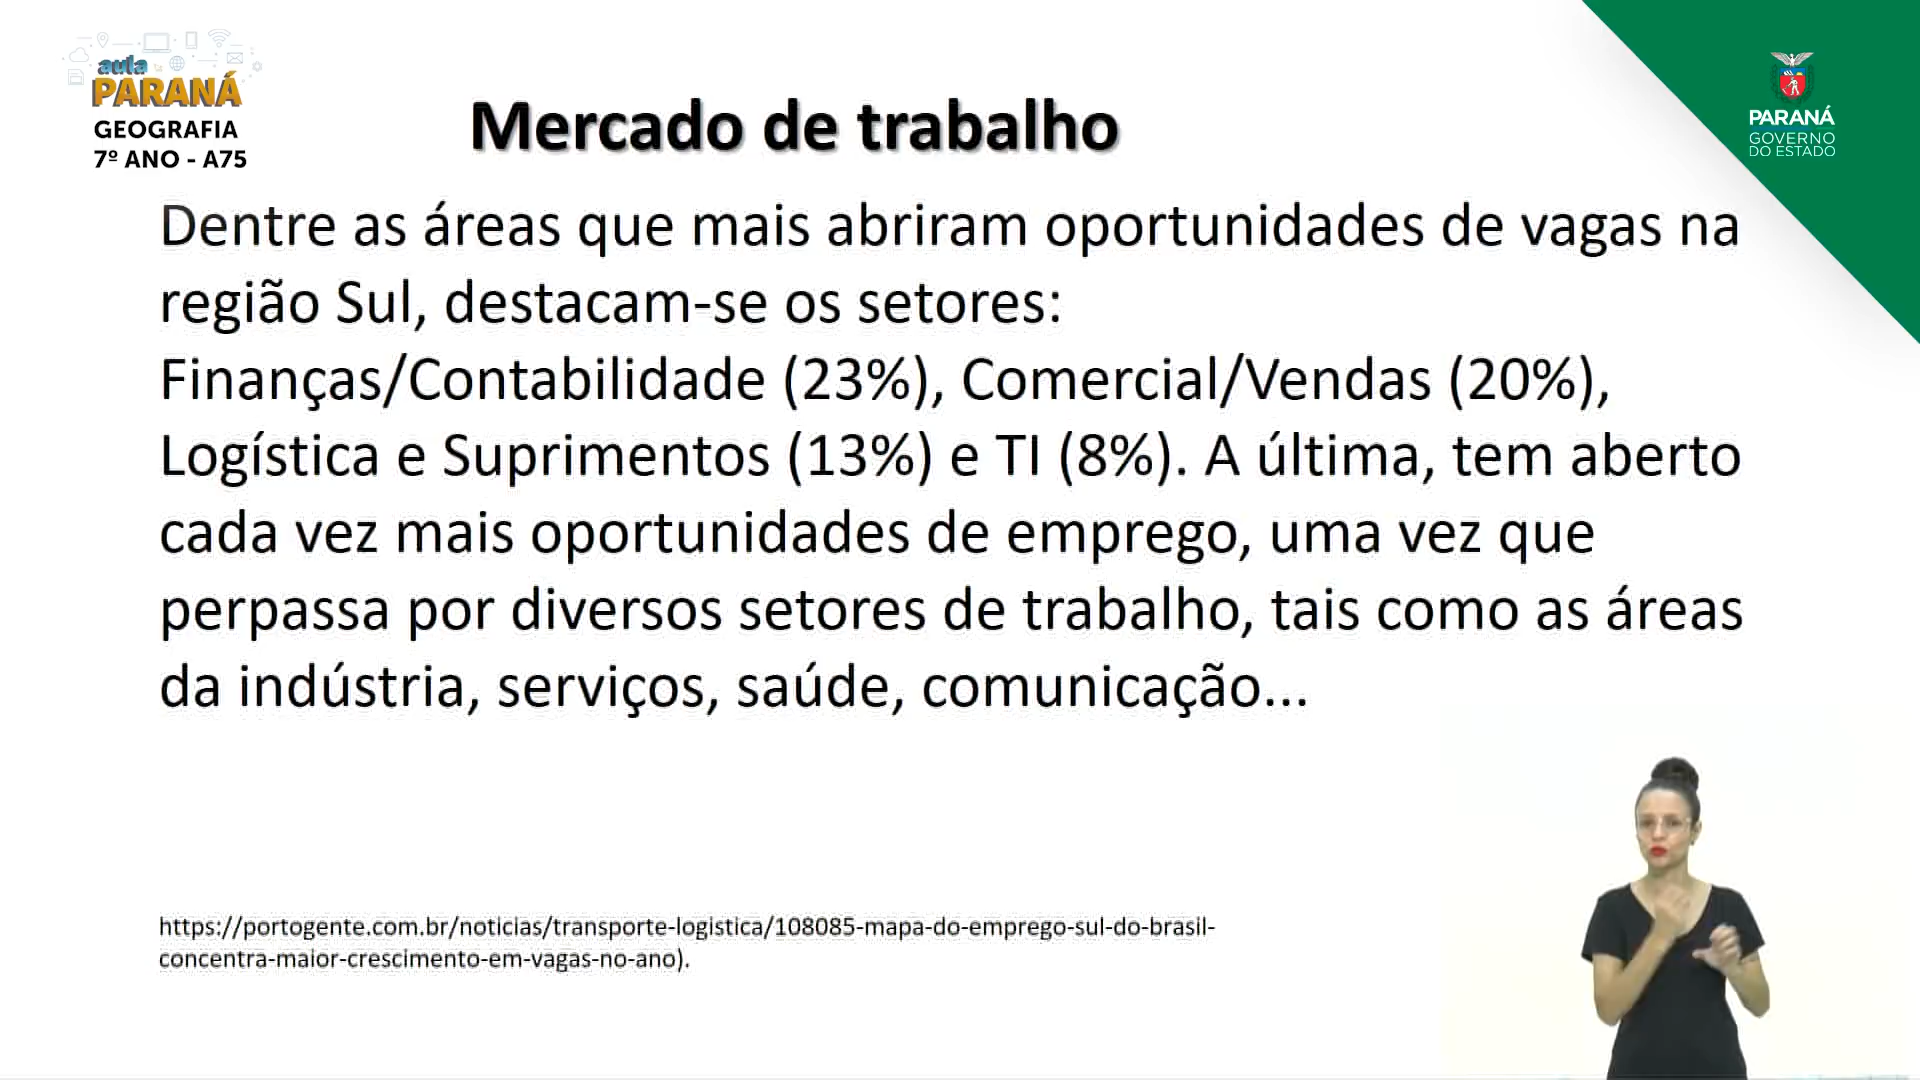 aula
PARANÁ
GEOGRAFIA
7º ANO - A75
Mercado de trabalho
PARANÁ
GOVERNO
DO ESTADO
Dentre as áreas que mais abriram oportunidades de vagas na
região Sul, destacam-se os setores:
Finanças/Contabilidade (23%), Comercial/Vendas (20%),
Logística e Suprimentos (13%) e TI (8%). A última, tem aberto
cada vez mais oportunidades de emprego, uma vez que
perpassa por diversos setores de trabalho, tais como as áreas
da indústria, serviços, saúde, comunicação...
https://portogente.com.br/noticias/transporte-logistica/108085-mapa-do-emprego-sul-do-brasil-
concentra-maior-crescimento-em-vagas-no-ano).